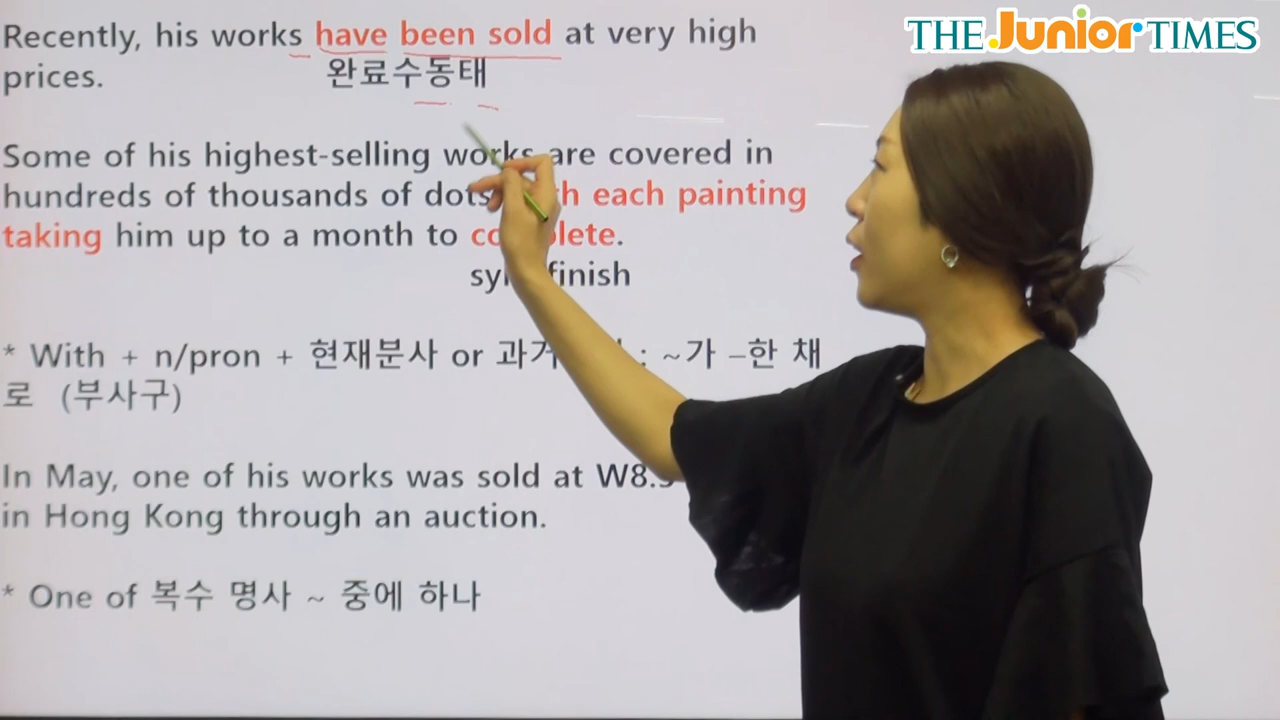 THE Junior TIMES
Recently, his works have been sold at very high
prices. 완료수동태
Some of his highest-selling works are covered in
hundreds of thousands of dots each painting
taking him up to a month to
finish
* With + n/pron + 현재분사 or : ~가 –한 채
로 (부사구)
In May, one of his works was sold at
in Hong Kong through an auction.
* One of 복수 명사 ~ 중에 하나